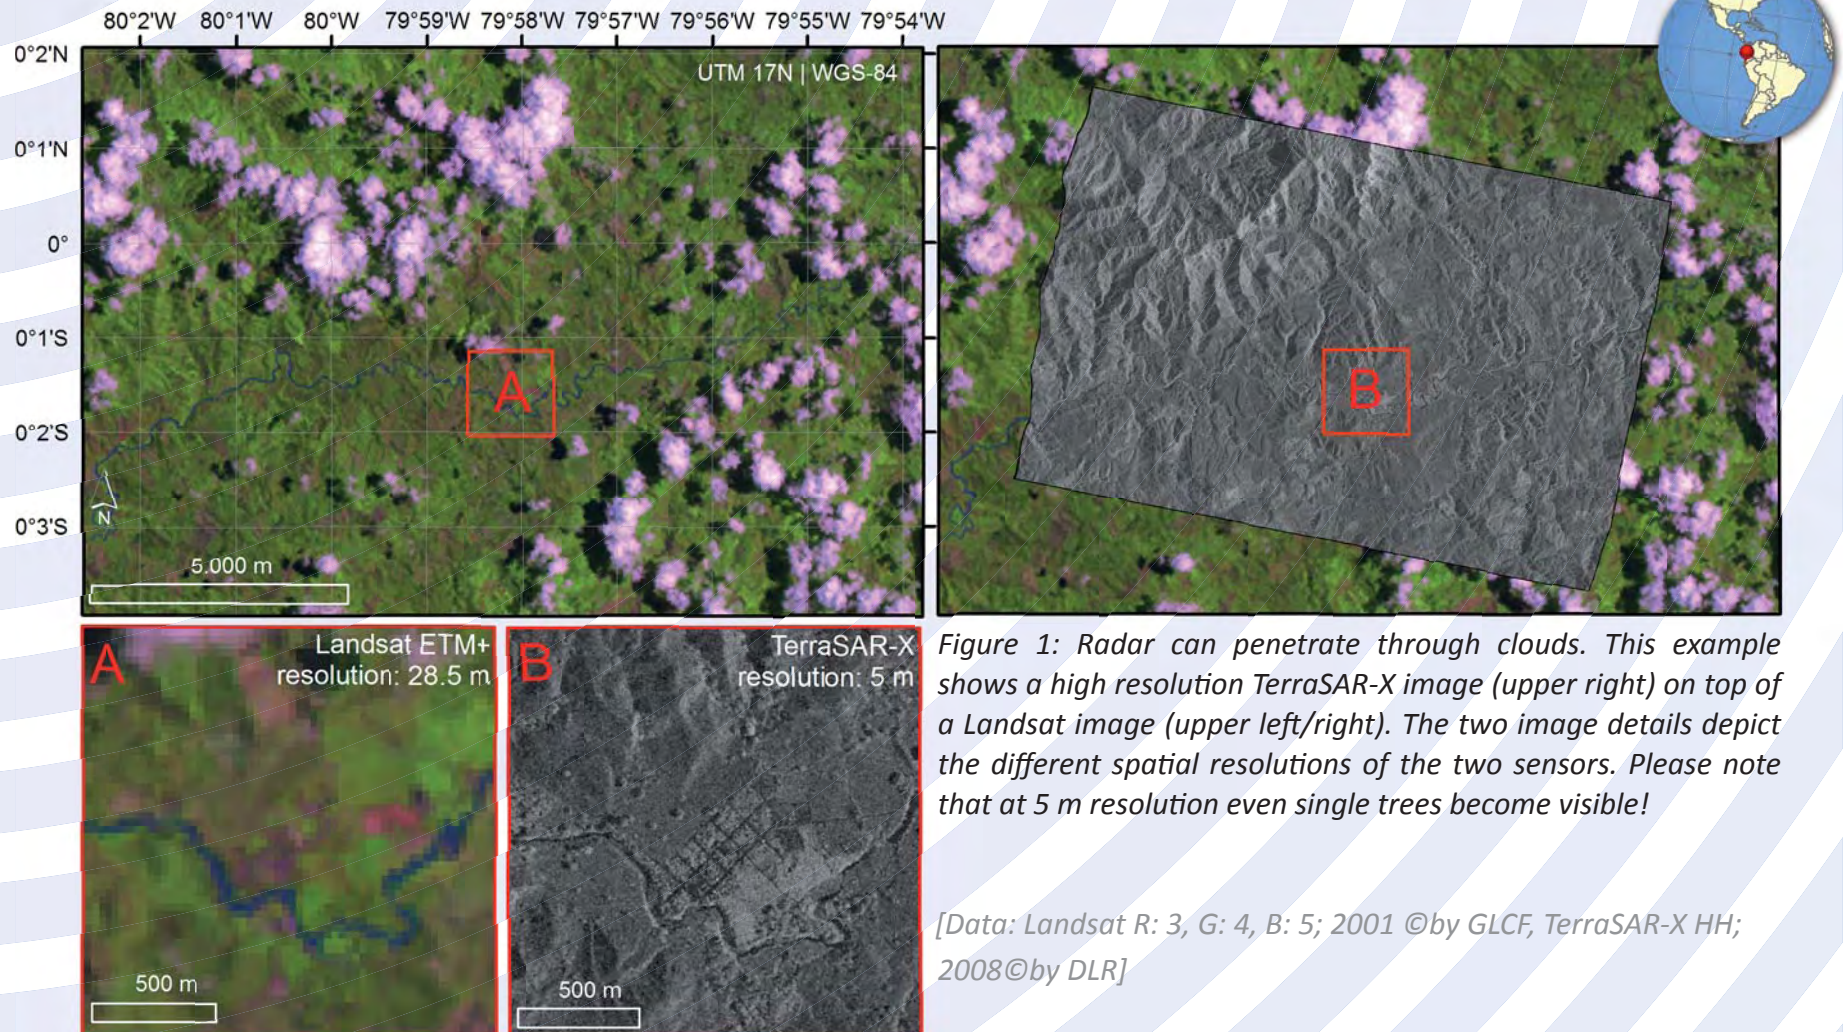 80°2'W 80°1'W 80°W 79°59'W 79°58'W 79°57'W 79°56'W 79°55'W 79°54'W
0°2'N
0°1'N
0°
0°1'S
0°2'S
0°3'S
UTM 17N | WGS-84
A
N
5.000 m
B
A
Landsat ETM+
resolution: 28.5 m
500 m
B
TerraSAR-X
resolution: 5 m
500 m
Figure 1: Radar can penetrate through clouds. This example
shows a high resolution TerraSAR-X image (upper right) on top of
a Landsat image (upper left/right). The two image details depict
the different spatial resolutions of the two sensors. Please note
that at 5 m resolution even single trees become visible!
[Data: Landsat R: 3, G: 4, B: 5; 2001 ©by GLCF, TerraSAR-X HH;
2008©by DLR]